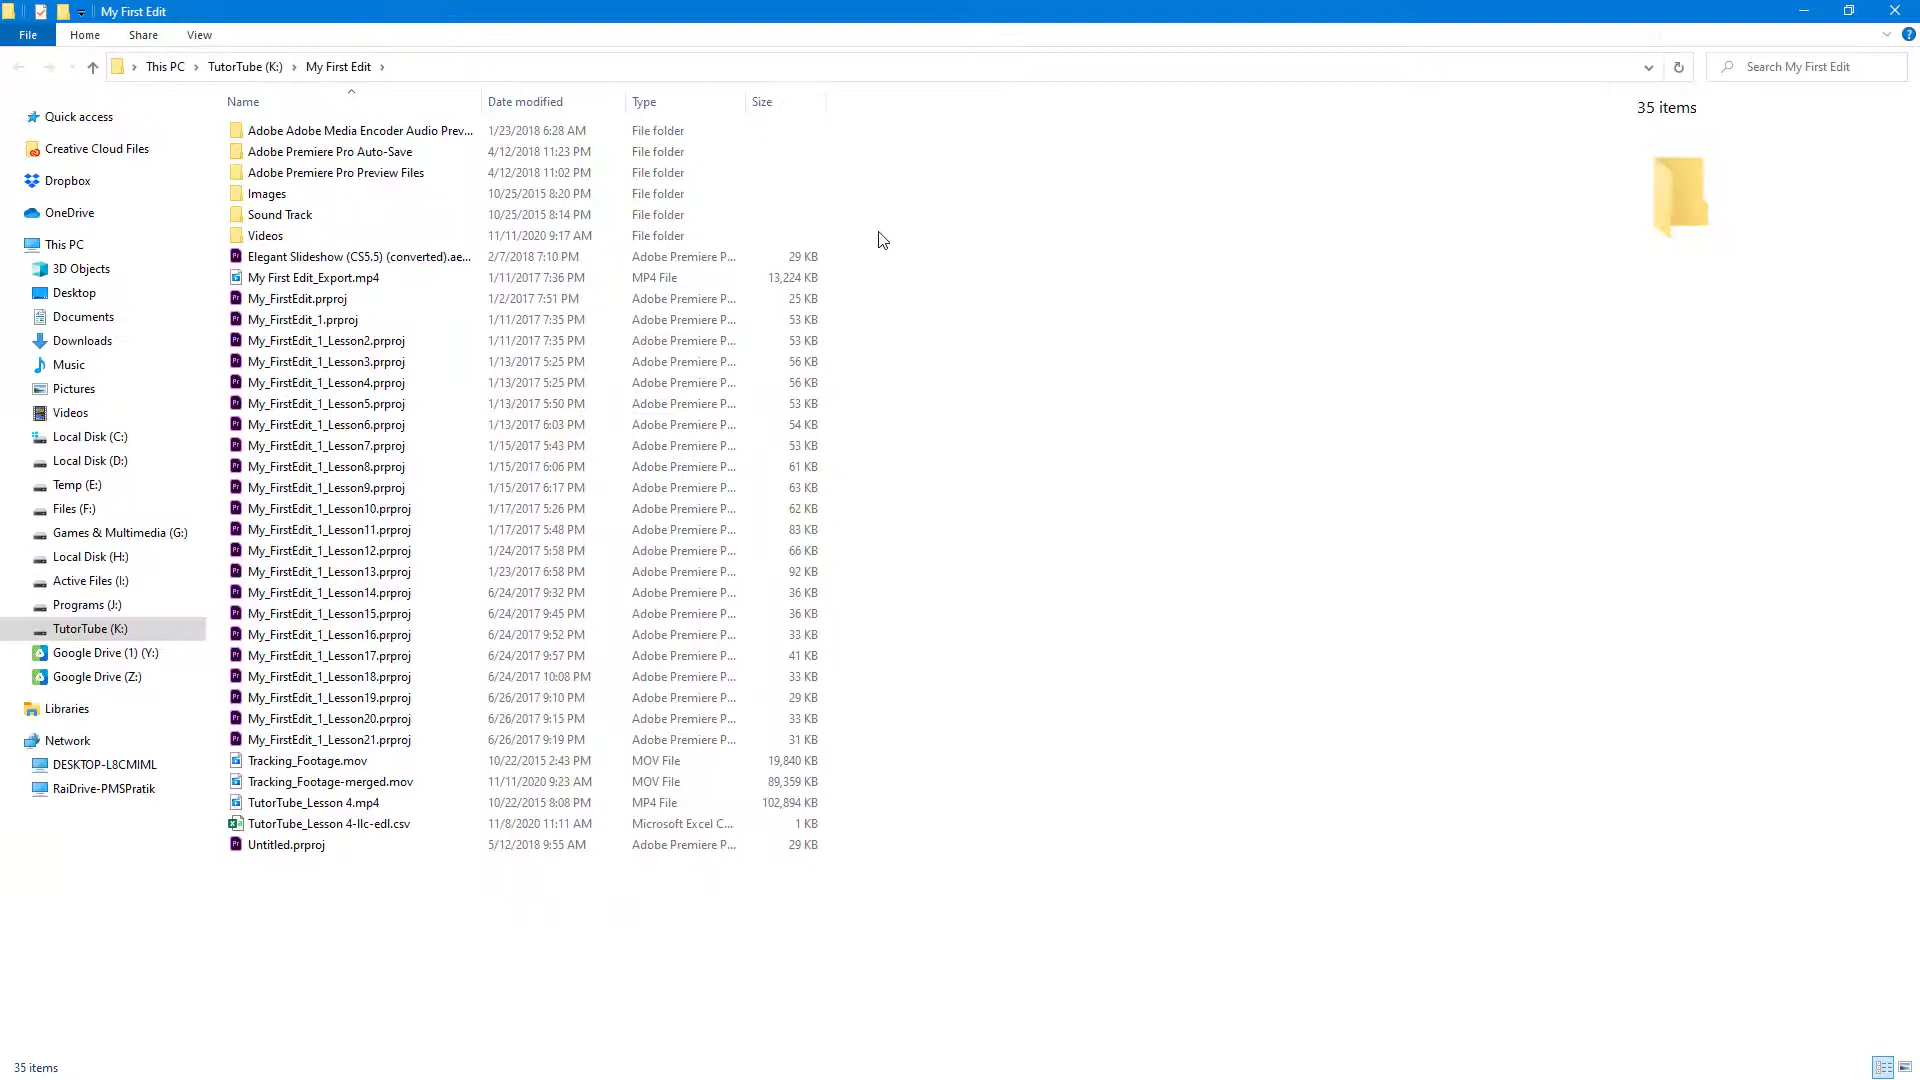 My First Edit
File Home Share View
This PC TutorTube (K:) My First Edit Search My First Edit
Name Date modified Type Size
35 items
Quick access
Creative Cloud Files
Dropbox
OneDrive
This PC
3D Objects
Desktop
Documents
Downloads
Music
Pictures
Videos
Local Disk (C:)
Local Disk (D:)
Temp (E:)
Files (F:)
Games & Multimedia (G:)
Local Disk (H:)
Active Files (I:)
Programs (J:)
TutorTube (K:)
Google Drive (1) (Y:)
Google Drive (Z:)
Libraries
Network
DESKTOP-L8CMIML
RaiDrive-PMSPratik
Adobe Adobe Media Encoder Audio Prev... 1/23/2018 6:28 AM File folder
Adobe Premiere Pro Auto-Save 4/12/2018 11:23 PM File folder
Adobe Premiere Pro Preview Files 4/12/2018 11:02 PM File folder
Images 10/25/2015 8:20 PM File folder
Sound Track 10/25/2015 8:14 PM File folder
Videos 11/11/2020 9:17 AM File folder
Elegant Slideshow (CS5.5) (converted).ae... 2/7/2018 7:10 PM Adobe Premiere P... 29 KB
My First Edit_Export.mp4 1/11/2017 7:36 PM MP4 File 13,224 KB
My_FirstEdit.prproj 1/2/2017 7:51 PM Adobe Premiere P... 25 KB
My_FirstEdit_1.prproj 1/11/2017 7:35 PM Adobe Premiere P... 53 KB
My_FirstEdit_1_Lesson2.prproj 1/11/2017 7:35 PM Adobe Premiere P... 53 KB
My_FirstEdit_1_Lesson3.prproj 1/13/2017 5:25 PM Adobe Premiere P... 56 KB
My_FirstEdit_1_Lesson4.prproj 1/13/2017 5:25 PM Adobe Premiere P... 56 KB
My_FirstEdit_1_Lesson5.prproj 1/13/2017 5:50 PM Adobe Premiere P... 53 KB
My_FirstEdit_1_Lesson6.prproj 1/13/2017 6:03 PM Adobe Premiere P... 54 KB
My_FirstEdit_1_Lesson7.prproj 1/15/2017 5:43 PM Adobe Premiere P... 53 KB
My_FirstEdit_1_Lesson8.prproj 1/15/2017 6:06 PM Adobe Premiere P... 61 KB
My_FirstEdit_1_Lesson9.prproj 1/15/2017 6:17 PM Adobe Premiere P... 63 KB
My_FirstEdit_1_Lesson10.prproj 1/17/2017 5:26 PM Adobe Premiere P... 62 KB
My_FirstEdit_1_Lesson11.prproj 1/17/2017 5:48 PM Adobe Premiere P... 83 KB
My_FirstEdit_1_Lesson12.prproj 1/24/2017 5:58 PM Adobe Premiere P... 66 KB
My_FirstEdit_1_Lesson13.prproj 1/23/2017 6:58 PM Adobe Premiere P... 92 KB
My_FirstEdit_1_Lesson14.prproj 6/24/2017 9:32 PM Adobe Premiere P... 36 KB
My_FirstEdit_1_Lesson15.prproj 6/24/2017 9:45 PM Adobe Premiere P... 36 KB
My_FirstEdit_1_Lesson16.prproj 6/24/2017 9:52 PM Adobe Premiere P... 33 KB
My_FirstEdit_1_Lesson17.prproj 6/24/2017 9:57 PM Adobe Premiere P... 41 KB
My_FirstEdit_1_Lesson18.prproj 6/24/2017 10:08 PM Adobe Premiere P... 33 KB
My_FirstEdit_1_Lesson19.prproj 6/26/2017 9:10 PM Adobe Premiere P... 29 KB
My_FirstEdit_1_Lesson20.prproj 6/26/2017 9:15 PM Adobe Premiere P... 33 KB
My_FirstEdit_1_Lesson21.prproj 6/26/2017 9:19 PM Adobe Premiere P... 31 KB
Tracking_Footage.mov 10/22/2015 2:43 PM MOV File 19,840 KB
Tracking_Footage-merged.mov 11/11/2020 9:23 AM MOV File 89,359 KB
TutorTube_Lesson 4.mp4 10/22/2015 8:08 PM MP4 File 102,894 KB
TutorTube_Lesson 4-llc-edl.csv 11/8/2020 11:11 AM Microsoft Excel C... 1 KB
Untitled.prproj 5/12/2018 9:55 AM Adobe Premiere P... 29 KB
35 items